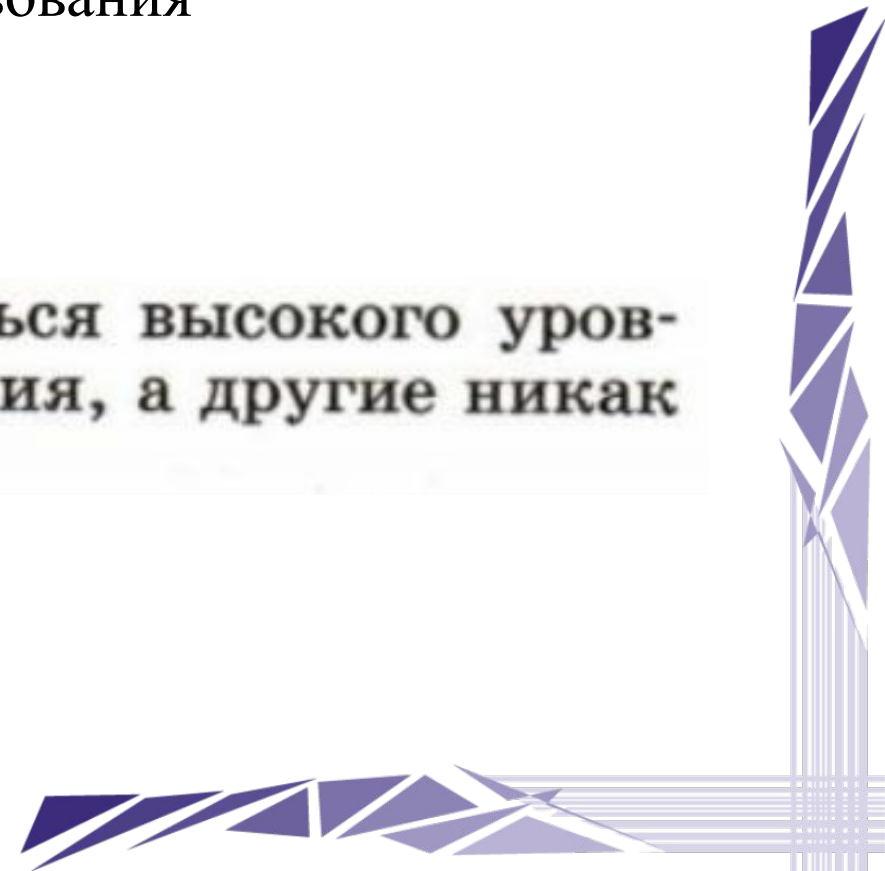 зования
ься высокого уров-
ия, а другие никак